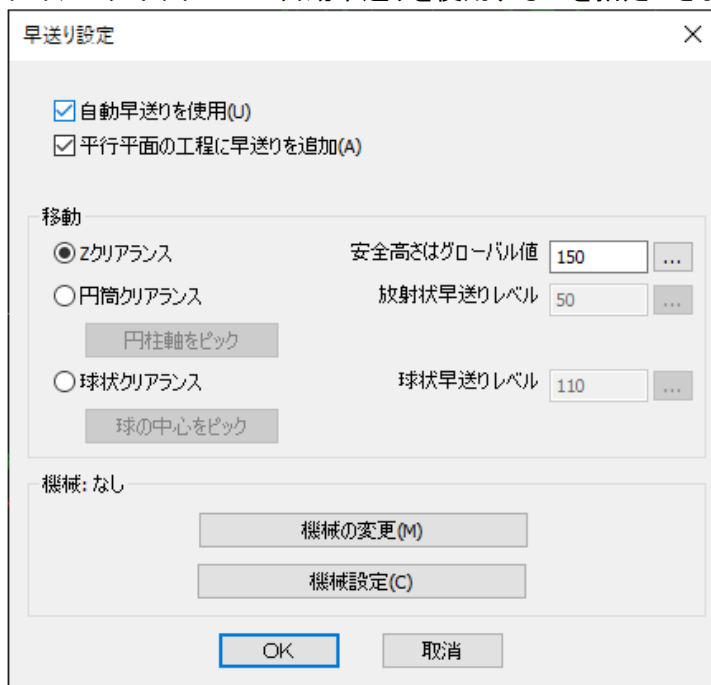 早送り設定
自動早送りを使用(U)
平行平面の工程に早送りを追加(A)
移動
Zクリアランス 安全高さはグローバル値 150 ...
円筒クリアランス 放射状早送りレベル 50 ...
円柱軸をピック
球状クリアランス 球状早送りレベル 110 ...
球の中心をピック
機械: なし
機械の変更(M)
機械設定(C)
OK 取消